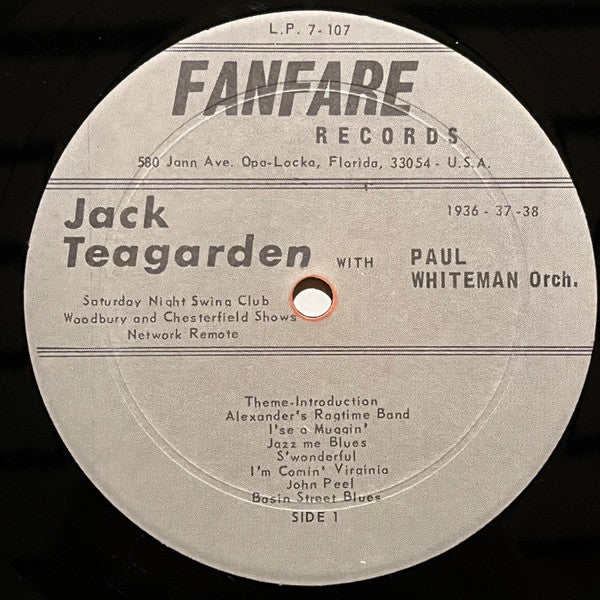 L.P. 7-107
FANFARE
RECORDS
580 Jann Ave. Opa-Locka, Florida, 33054 - U.S.A.
Jack
Teagarden WITH PAUL
WHITEMAN Orch.
1936 - 37 -38
Saturday Night Swing Club
Woodbury and Chesterfield Shows
Network Remote
Theme-Introduction
Alexander's Ragtime Band
I'se a Muggin'
Jazz me Blues
S'wonderful
I'm Comin' Virginia
John Peel
Basin Street Blues
SIDE 1